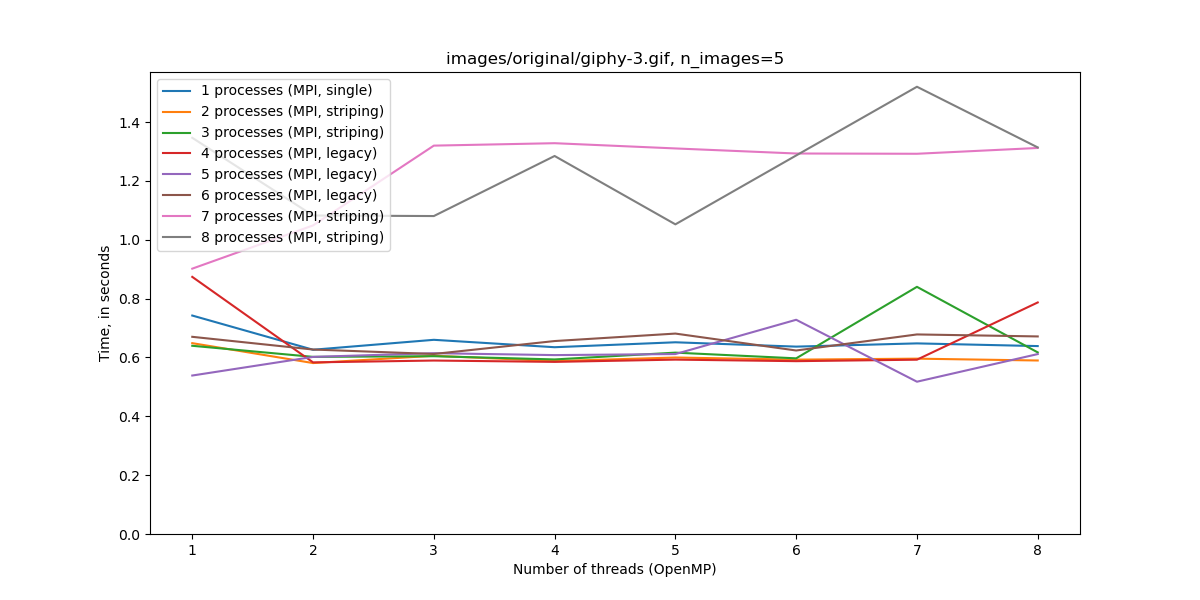 images/original/giphy-3.gif, n_images=5
1 processes (MPI, single)
2 processes (MPI, striping)
3 processes (MPI, striping)
4 processes (MPI, legacy)
5 processes (MPI, legacy)
6 processes (MPI, legacy)
7 processes (MPI, striping)
8 processes (MPI, striping)
Time, in seconds
1.4
1.2
1.0
0.8
0.6
0.4
0.2
0.0
1 2 3 4 5 6 7 8
Number of threads (OpenMP)